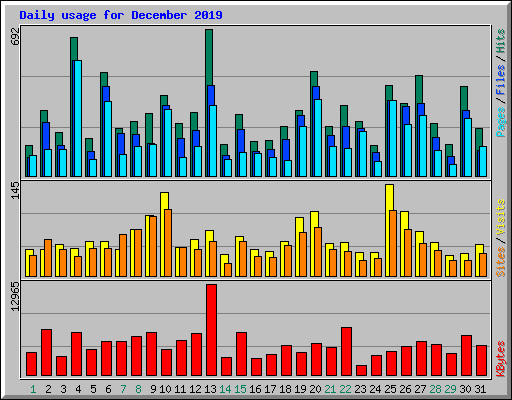 Daily usage for December 2019
692
Pages / Files / Hits
145
Sites / Visits
12965
KBytes
1 2 3 4 5 6 7 8 9 10 11 12 13 14 15 16 17 18 19 20 21 22 23 24 25 26 27 28 29 30 31